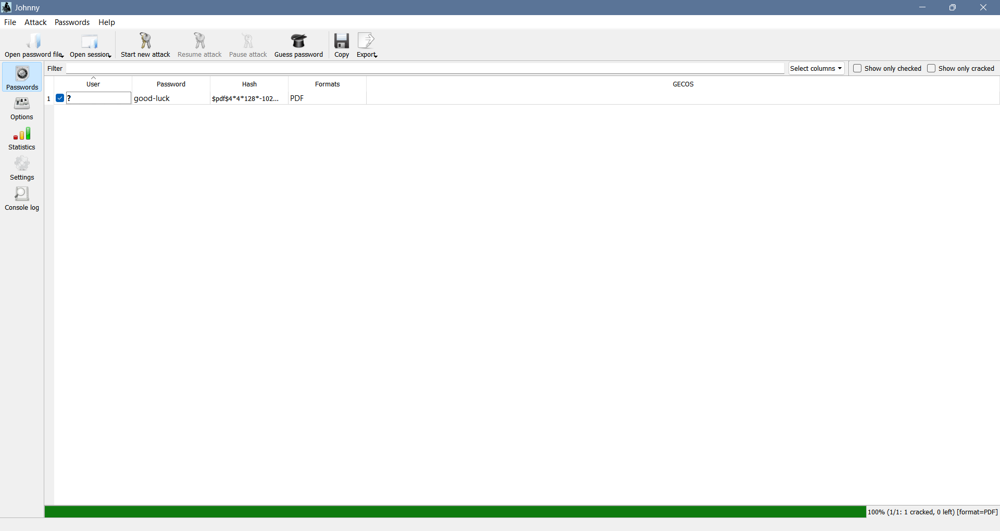 Johnny
File Attack Passwords Help
Open password file Open session Start new attack Resume attack Pause attack Guess password Copy Export
Passwords
Options
Statistics
Settings
Console log
Filter Select columns Show only checked Show only cracked
User Password Hash Formats GECOS
1 ? good-luck $pdf$4*4*128*-102... PDF
100% (1/1: 1 cracked, 0 left) [format=PDF]